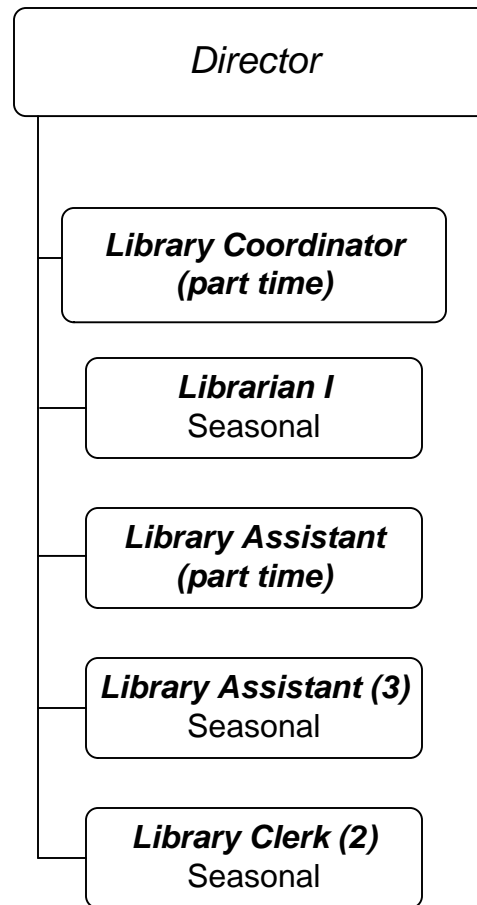 Director
Library Coordinator
(part time)
Librarian I
Seasonal
Library Assistant
(part time)
Library Assistant (3)
Seasonal
Library Clerk (2)
Seasonal